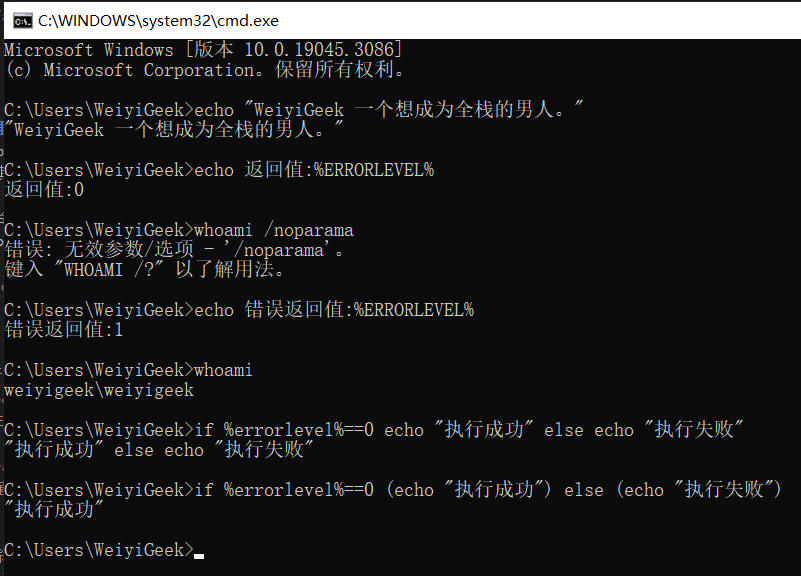 C:\WINDOWS\system32\cmd.exe
Microsoft Windows [版本 10.0.19045.3086]
(c) Microsoft Corporation。保留所有权利。
C:\Users\WeiyiGeek>echo "WeiyiGeek 一个想成为全栈的男人。"
"WeiyiGeek 一个想成为全栈的男人。"
C:\Users\WeiyiGeek>echo 返回值:%ERRORLEVEL%
返回值:0
C:\Users\WeiyiGeek>whoami /noparama
错误: 无效参数/选项 - '/noparama'。
键入 "WHOAMI /?" 以了解用法。
C:\Users\WeiyiGeek>echo 错误返回值:%ERRORLEVEL%
错误返回值:1
C:\Users\WeiyiGeek>whoami
weiyigeek\weiyigeek
C:\Users\WeiyiGeek>if %errorlevel%==0 echo "执行成功" else echo "执行失败"
"执行成功" else echo "执行失败"
C:\Users\WeiyiGeek>if %errorlevel%==0 (echo "执行成功") else (echo "执行失败")
"执行成功"
C:\Users\WeiyiGeek>